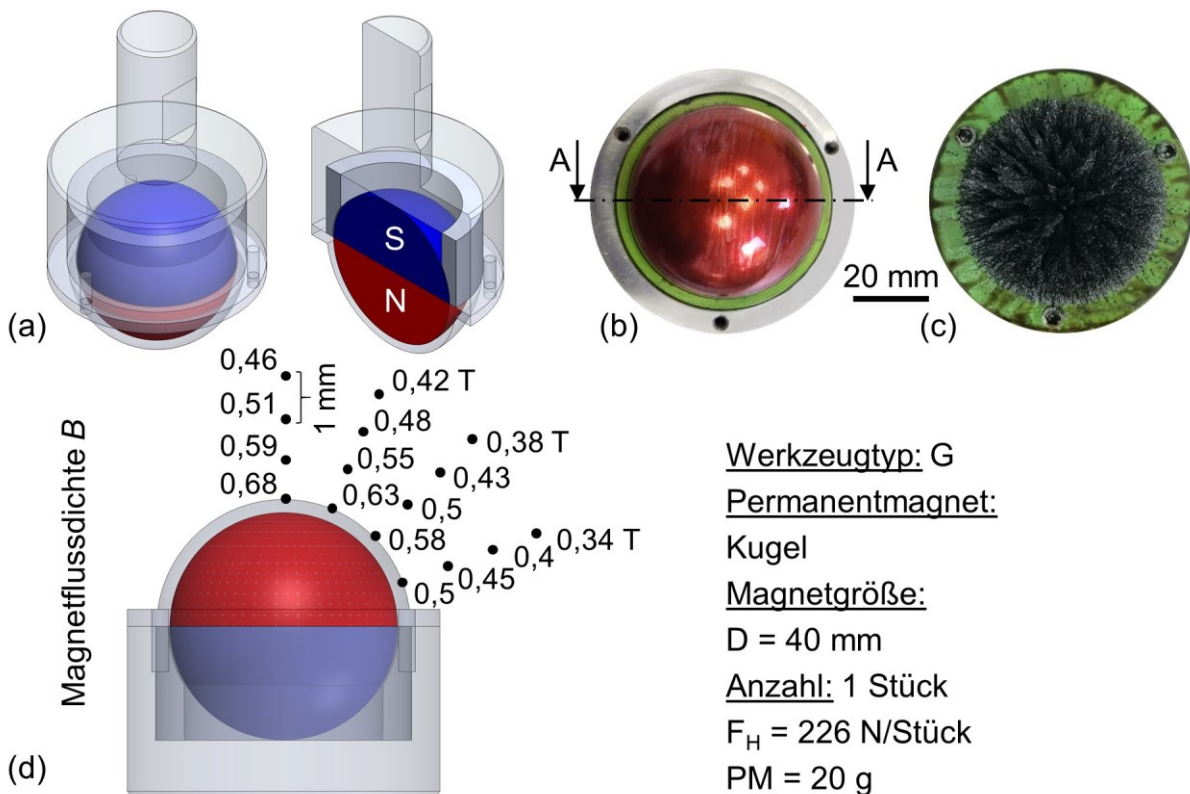 S
N
(a)
A
A
20 mm
(b)
(c)
Magnetflussdichte B
0,46
0,51
0,59
0,68
1 mm
0,42 T
0,48
0,55
0,63
0,38 T
0,43
0,5
0,58
0,34 T
0,4
0,45
0,5
(d)
Werkzeugtyp: G
Permanentmagnet:
Kugel
Magnetgröße:
D = 40 mm
Anzahl: 1 Stück
FH = 226 N/Stück
PM = 20 g